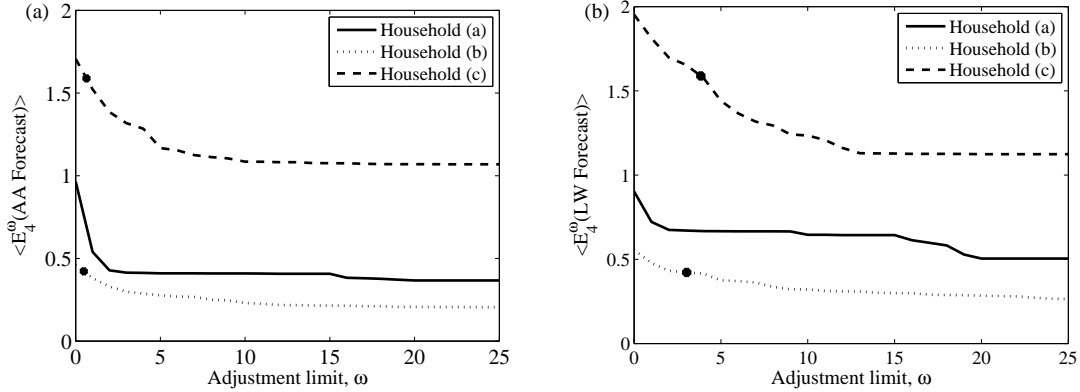 (a)
2
1.5
1
0.5
0
0 5 10 15 20 25
<E₄^ω(AA Forecast)>
Adjustment limit, ω
Household (a)
Household (b)
Household (c)
(b)
2
1.5
1
0.5
0
0 5 10 15 20 25
<E₄^ω(LW Forecast)>
Adjustment limit, ω
Household (a)
Household (b)
Household (c)